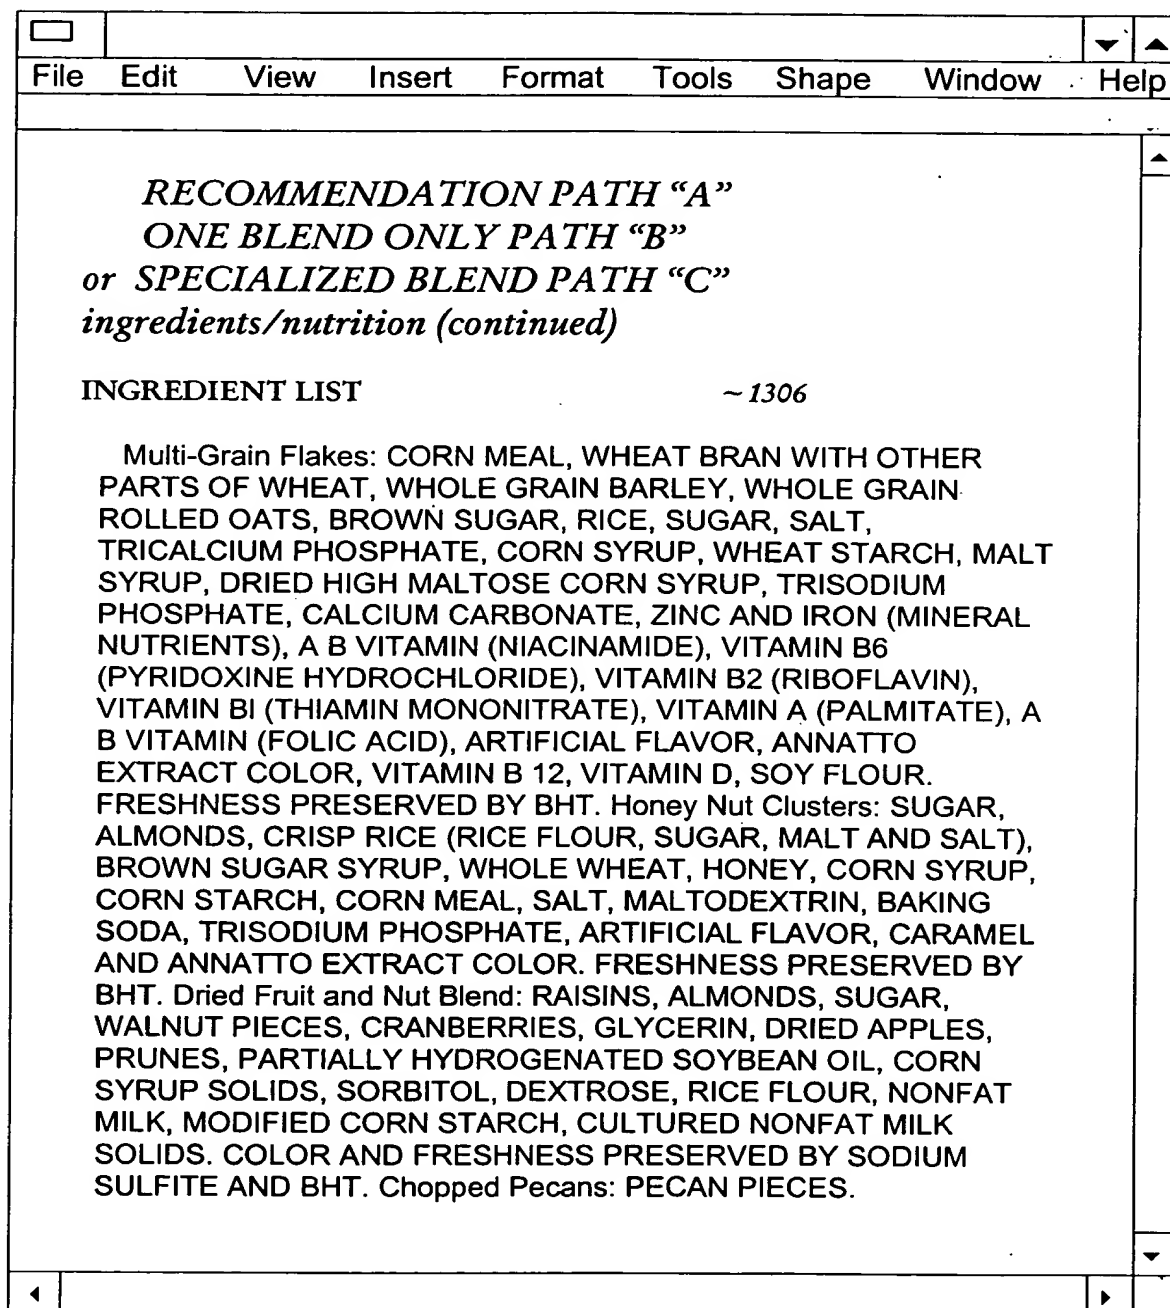 File Edit View Insert Format Tools Shape Window Help
RECOMMENDATION PATH “A”
ONE BLEND ONLY PATH “B”
or SPECIALIZED BLEND PATH “C”
ingredients/nutrition (continued)
INGREDIENT LIST ~1306
Multi-Grain Flakes: CORN MEAL, WHEAT BRAN WITH OTHER
PARTS OF WHEAT, WHOLE GRAIN BARLEY, WHOLE GRAIN
ROLLED OATS, BROWN SUGAR, RICE, SUGAR, SALT,
TRICALCIUM PHOSPHATE, CORN SYRUP, WHEAT STARCH, MALT
SYRUP, DRIED HIGH MALTOSE CORN SYRUP, TRISODIUM
PHOSPHATE, CALCIUM CARBONATE, ZINC AND IRON (MINERAL
NUTRIENTS), A B VITAMIN (NIACINAMIDE), VITAMIN B6
(PYRIDOXINE HYDROCHLORIDE), VITAMIN B2 (RIBOFLAVIN),
VITAMIN BI (THIAMIN MONONITRATE), VITAMIN A (PALMITATE), A
B VITAMIN (FOLIC ACID), ARTIFICIAL FLAVOR, ANNATTO
EXTRACT COLOR, VITAMIN B 12, VITAMIN D, SOY FLOUR.
FRESHNESS PRESERVED BY BHT. Honey Nut Clusters: SUGAR,
ALMONDS, CRISP RICE (RICE FLOUR, SUGAR, MALT AND SALT),
BROWN SUGAR SYRUP, WHOLE WHEAT, HONEY, CORN SYRUP,
CORN STARCH, CORN MEAL, SALT, MALTODEXTRIN, BAKING
SODA, TRISODIUM PHOSPHATE, ARTIFICIAL FLAVOR, CARAMEL
AND ANNATTO EXTRACT COLOR. FRESHNESS PRESERVED BY
BHT. Dried Fruit and Nut Blend: RAISINS, ALMONDS, SUGAR,
WALNUT PIECES, CRANBERRIES, GLYCERIN, DRIED APPLES,
PRUNES, PARTIALLY HYDROGENATED SOYBEAN OIL, CORN
SYRUP SOLIDS, SORBITOL, DEXTROSE, RICE FLOUR, NONFAT
MILK, MODIFIED CORN STARCH, CULTURED NONFAT MILK
SOLIDS. COLOR AND FRESHNESS PRESERVED BY SODIUM
SULFITE AND BHT. Chopped Pecans: PECAN PIECES.